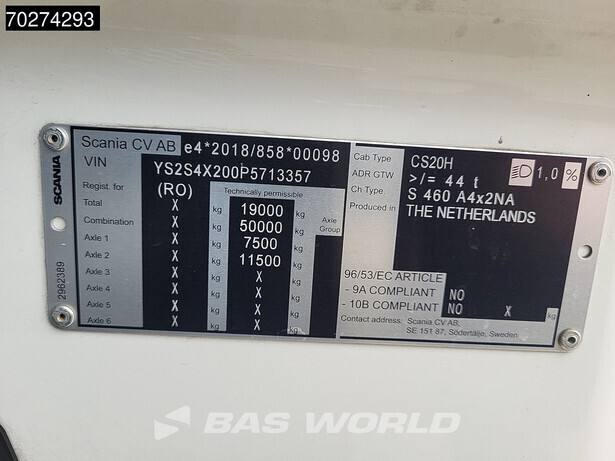 70274293
SCANIA
2962389
Scania CV AB e4*2018/858*00098
VIN YS2S4X200P5713357
Regist. for (RO) Technically permissible
Total X kg 19000 kg Axle Group
Combination X kg 50000 kg
Axle 1 X kg 7500 kg
Axle 2 X kg 11500 kg
Axle 3 X kg X kg
Axle 4 X kg X kg
Axle 5 X kg X kg
Axle 6 X kg X kg
Cab Type CS20H 1,0 %
ADR GTW >/= 44 t
Ch Type S 460 A4x2NA
Produced in THE NETHERLANDS
96/53/EC ARTICLE
- 9A COMPLIANT NO
- 10B COMPLIANT NO X kg
Contact address: Scania CV AB,
SE 151 87, Södertälje, Sweden
BAS WORLD